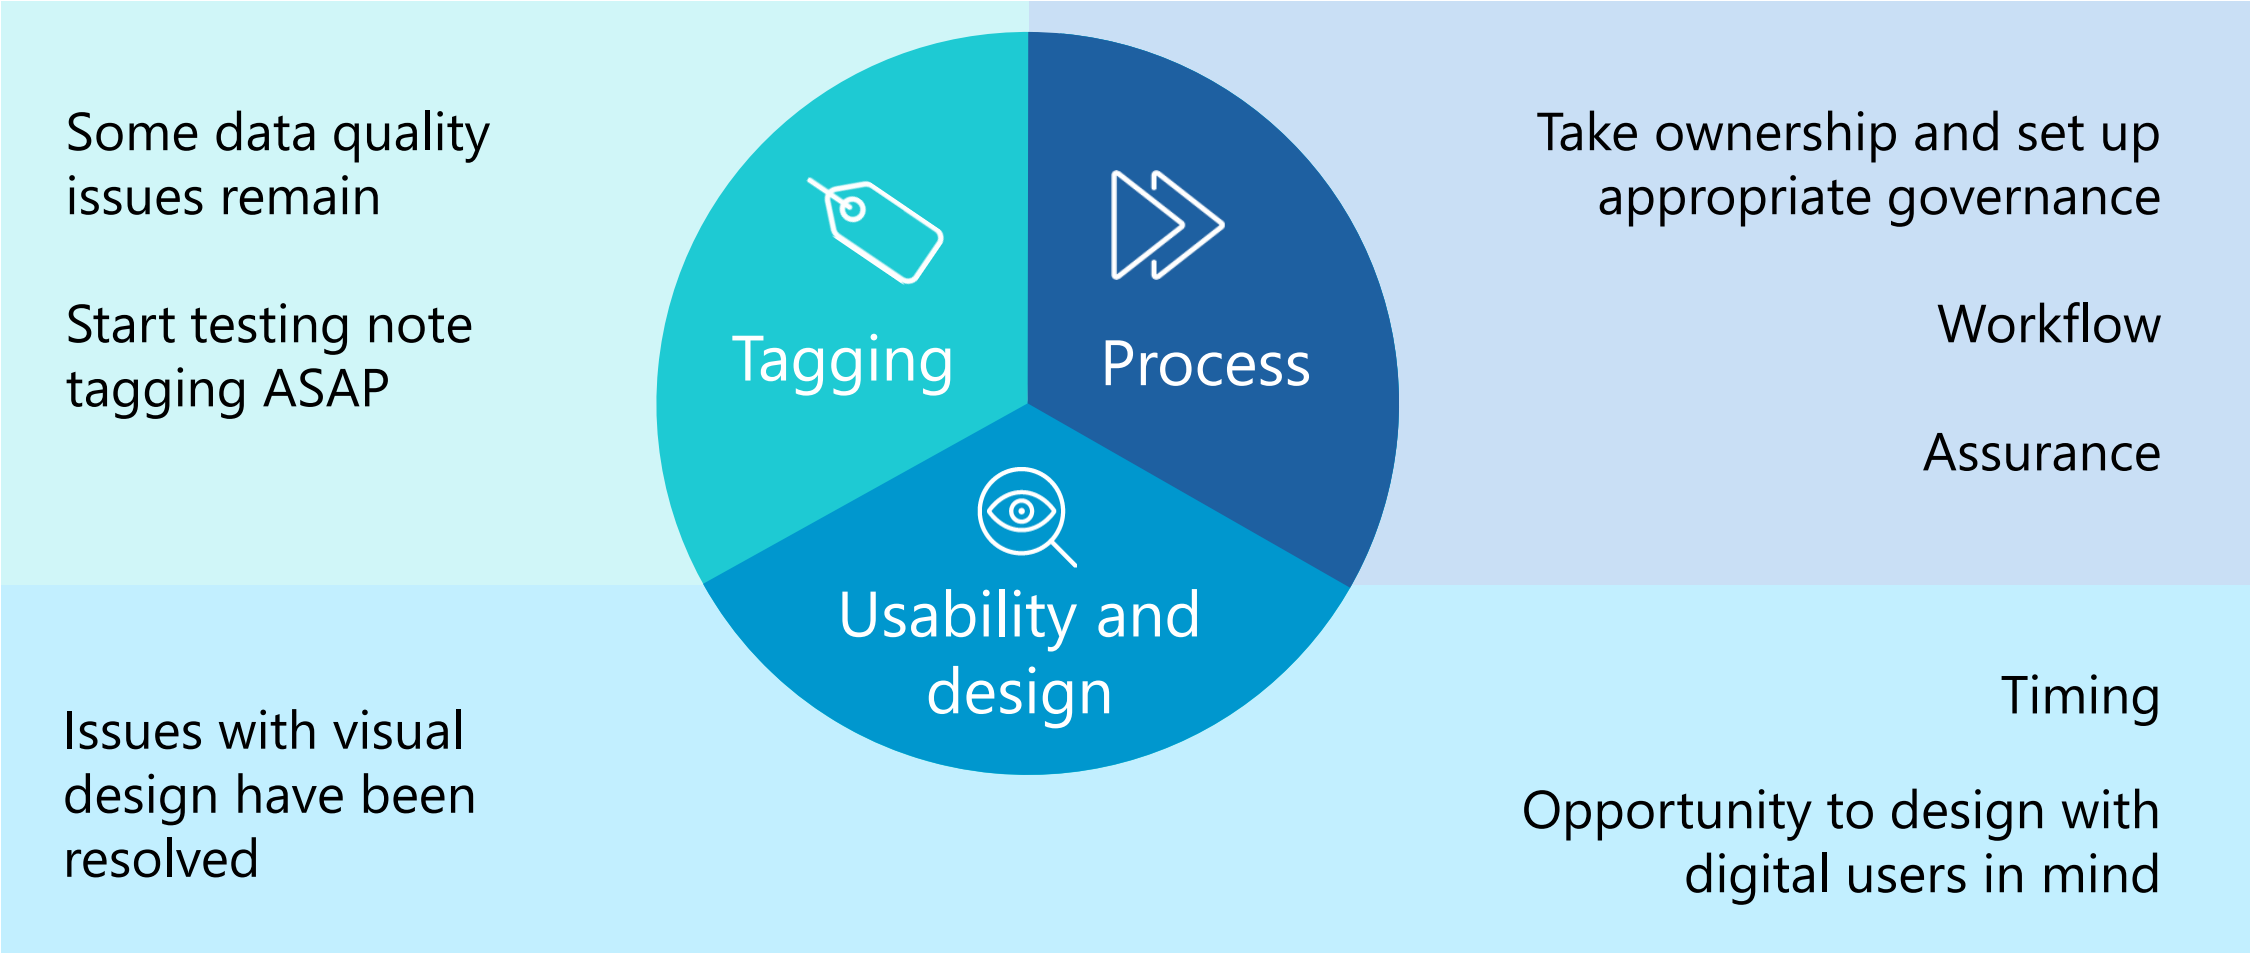 Some data quality
issues remain
Start testing note
tagging ASAP
Tagging
Process
Take ownership and set up
appropriate governance
Workflow
Assurance
Usability and
design
Issues with visual
design have been
resolved
Timing
Opportunity to design with
digital users in mind